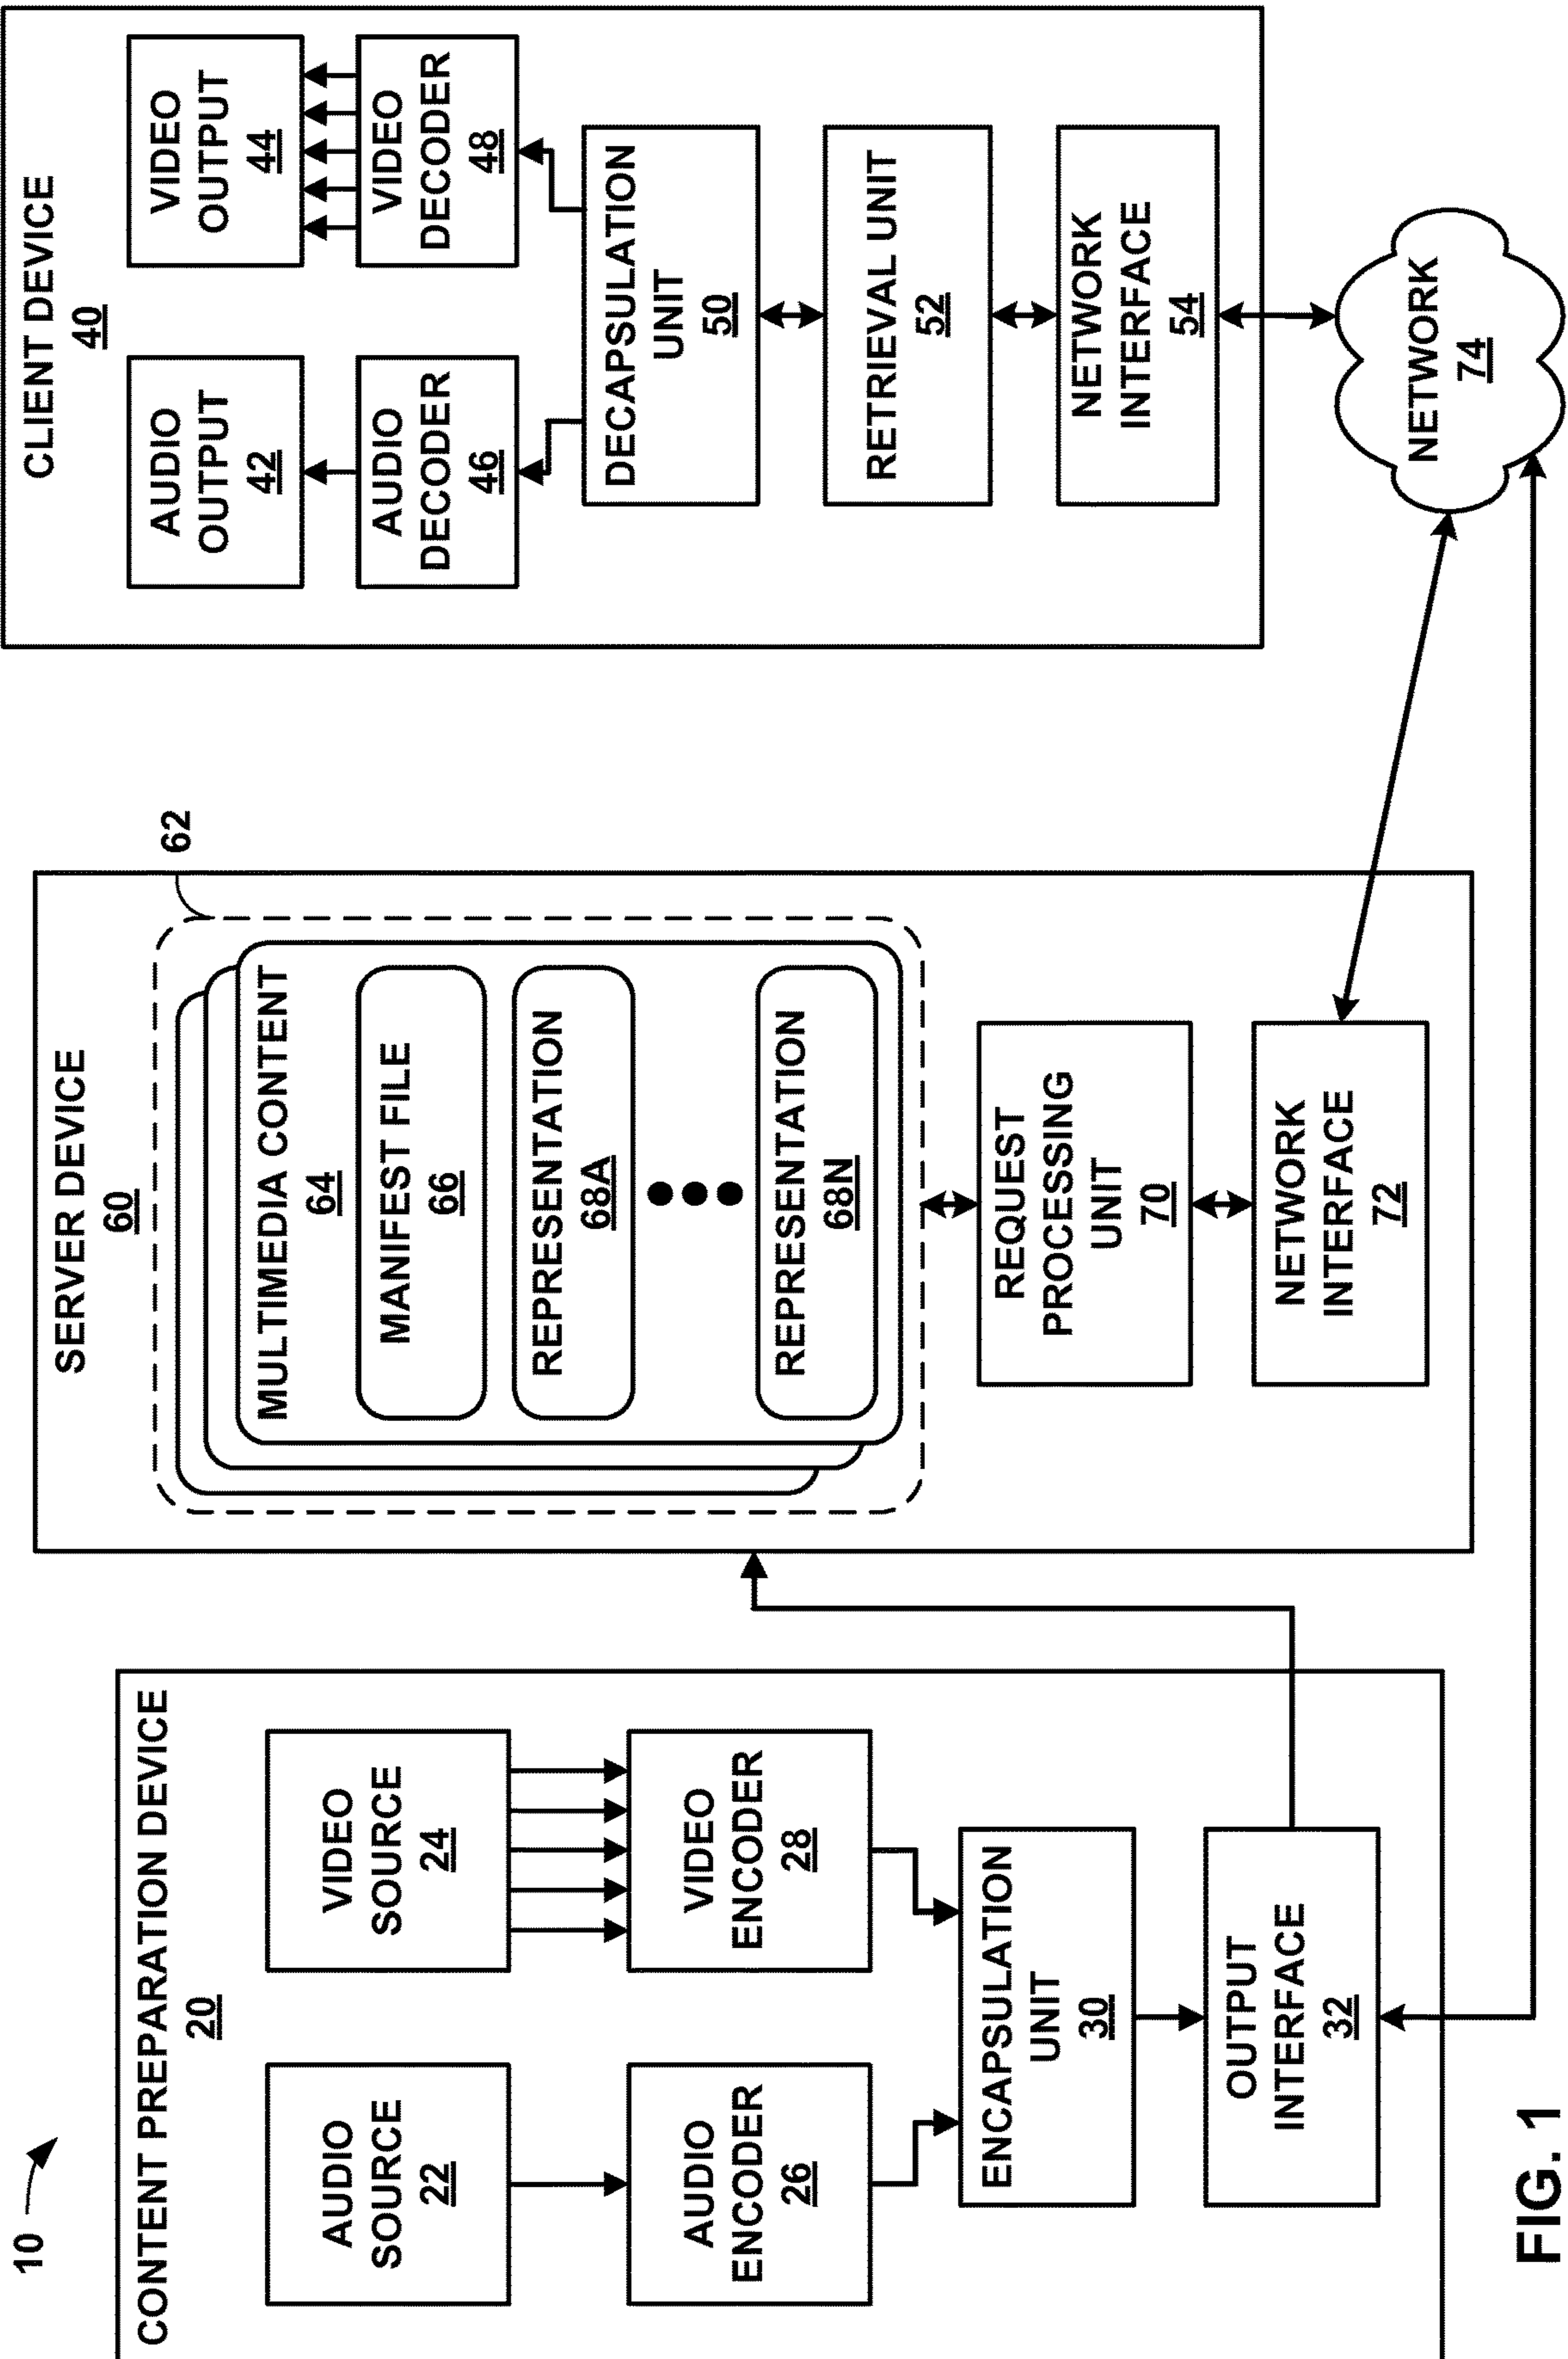 10
CONTENT PREPARATION DEVICE
20
AUDIO
SOURCE
22
VIDEO
SOURCE
24
AUDIO
ENCODER
26
VIDEO
ENCODER
28
ENCAPSULATION
UNIT
30
OUTPUT
INTERFACE
32
SERVER DEVICE
60
62
MULTIMEDIA CONTENT
64
MANIFEST FILE
66
REPRESENTATION
68A
REPRESENTATION
68N
REQUEST
PROCESSING
UNIT
70
NETWORK
INTERFACE
72
CLIENT DEVICE
40
AUDIO
OUTPUT
42
VIDEO
OUTPUT
44
AUDIO
DECODER
46
VIDEO
DECODER
48
DECAPSULATION
UNIT
50
RETRIEVAL UNIT
52
NETWORK
INTERFACE
54
NETWORK
74
FIG. 1